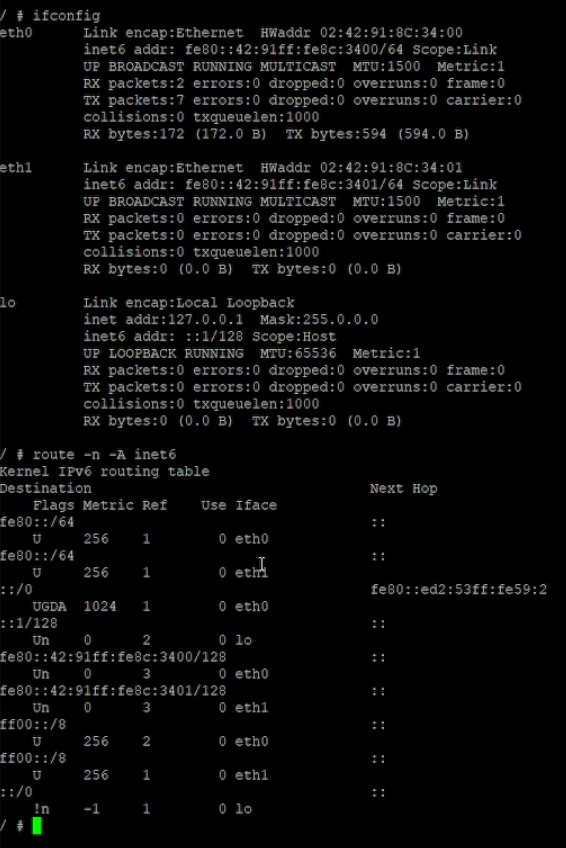 / # ifconfig
eth0      Link encap:Ethernet  HWaddr 02:42:91:8C:34:00
          inet6 addr: fe80::42:91ff:fe8c:3400/64 Scope:Link
          UP BROADCAST RUNNING MULTICAST  MTU:1500  Metric:1
          RX packets:2 errors:0 dropped:0 overruns:0 frame:0
          TX packets:7 errors:0 dropped:0 overruns:0 carrier:0
          collisions:0 txqueuelen:1000
          RX bytes:172 (172.0 B)  TX bytes:594 (594.0 B)

eth1      Link encap:Ethernet  HWaddr 02:42:91:8C:34:01
          inet6 addr: fe80::42:91ff:fe8c:3401/64 Scope:Link
          UP BROADCAST RUNNING MULTICAST  MTU:1500  Metric:1
          RX packets:0 errors:0 dropped:0 overruns:0 frame:0
          TX packets:0 errors:0 dropped:0 overruns:0 carrier:0
          collisions:0 txqueuelen:1000
          RX bytes:0 (0.0 B)  TX bytes:0 (0.0 B)

lo        Link encap:Local Loopback
          inet addr:127.0.0.1  Mask:255.0.0.0
          inet6 addr: ::1/128 Scope:Host
          UP LOOPBACK RUNNING  MTU:65536  Metric:1
          RX packets:0 errors:0 dropped:0 overruns:0 frame:0
          TX packets:0 errors:0 dropped:0 overruns:0 carrier:0
          collisions:0 txqueuelen:1000
          RX bytes:0 (0.0 B)  TX bytes:0 (0.0 B)

/ # route -n -A inet6
Kernel IPv6 routing table
Destination                                 Next Hop
    Flags Metric Ref    Use Iface
fe80::/64                                   ::
    U     256    1        0 eth0
fe80::/64                                   ::
    U     256    1        0 eth1
::/0                                        fe80::ed2:53ff:fe59:2
    UGDA  1024   1        0 eth0
::1/128                                     ::
    Un    0      2        0 lo
fe80::42:91ff:fe8c:3400/128                 ::
    Un    0      3        0 eth0
fe80::42:91ff:fe8c:3401/128                 ::
    Un    0      3        0 eth1
ff00::/8                                    ::
    U     256    2        0 eth0
ff00::/8                                    ::
    U     256    1        0 eth1
::/0                                        ::
    !n    -1     1        0 lo
/ #